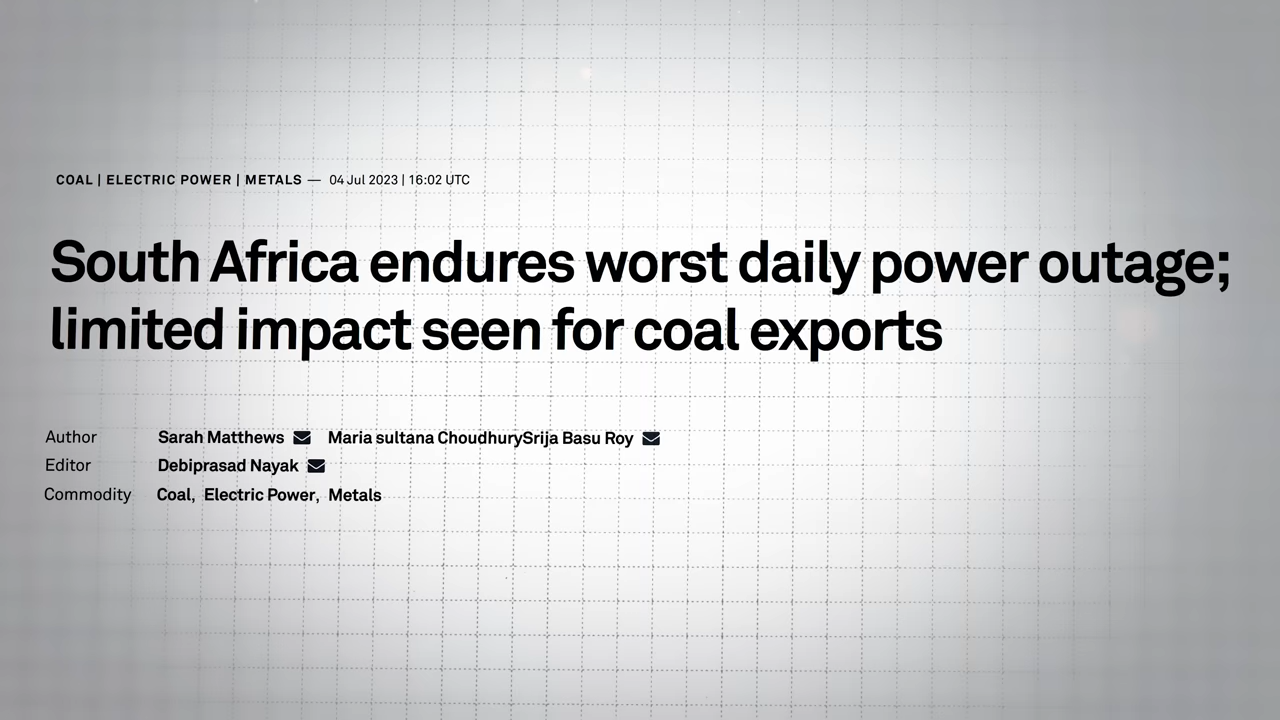 COAL | ELECTRIC POWER | METALS — 04 Jul 2023 | 16:02 UTC
South Africa endures worst daily power outage;
limited impact seen for coal exports
Author Sarah Matthews Maria sultana ChoudhurySrija Basu Roy
Editor Debiprasad Nayak
Commodity Coal, Electric Power, Metals